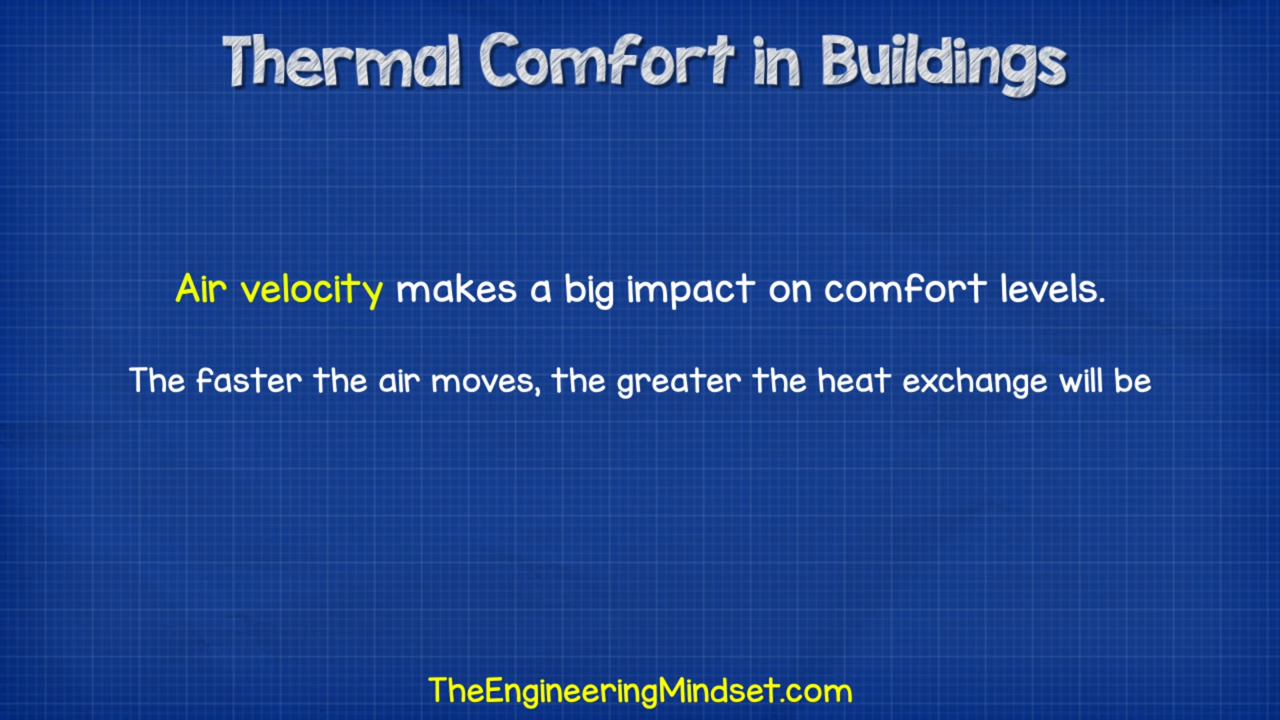 Thermal Comfort in Buildings
Air velocity makes a big impact on comfort levels.
The faster the air moves, the greater the heat exchange will be
TheEngineeringMindset.com